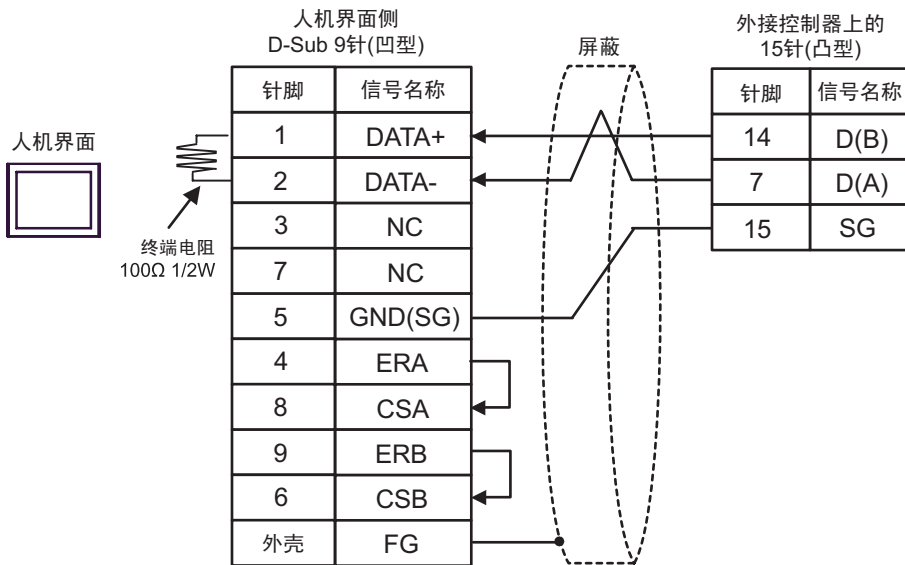 人机界面侧
D-Sub 9针(凹型)
屏蔽
外接控制器上的
15针(凸型)
人机界面
终端电阻
100Ω 1/2W
针脚 信号名称
1 DATA+
2 DATA-
3 NC
7 NC
5 GND(SG)
4 ERA
8 CSA
9 ERB
6 CSB
外壳 FG
针脚 信号名称
14 D(B)
7 D(A)
15 SG